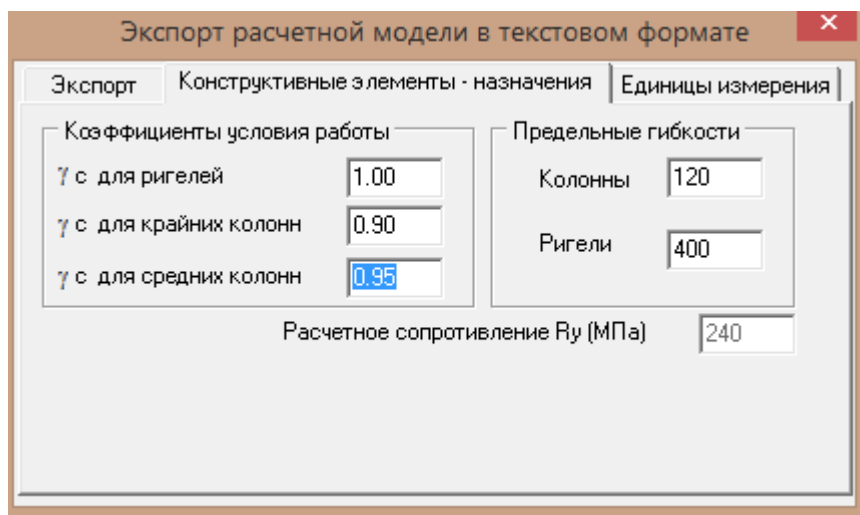 Экспорт расчетной модели в текстовом формате
Экспорт
Конструктивные элементы - назначения
Единицы измерения
Коэффициенты условия работы
γ с для ригелей 1.00
γ с для крайних колонн 0.90
γ с для средних колонн 0.95
Предельные гибкости
Колонны 120
Ригели 400
Расчетное сопротивление Ry (МПа) 240